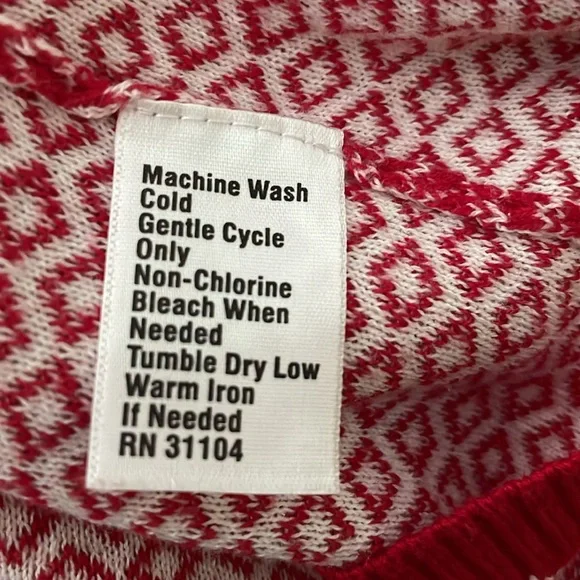 Machine Wash
Cold
Gentle Cycle
Only
Non-Chlorine
Bleach When
Needed
Tumble Dry Low
Warm Iron
If Needed
RN 31104